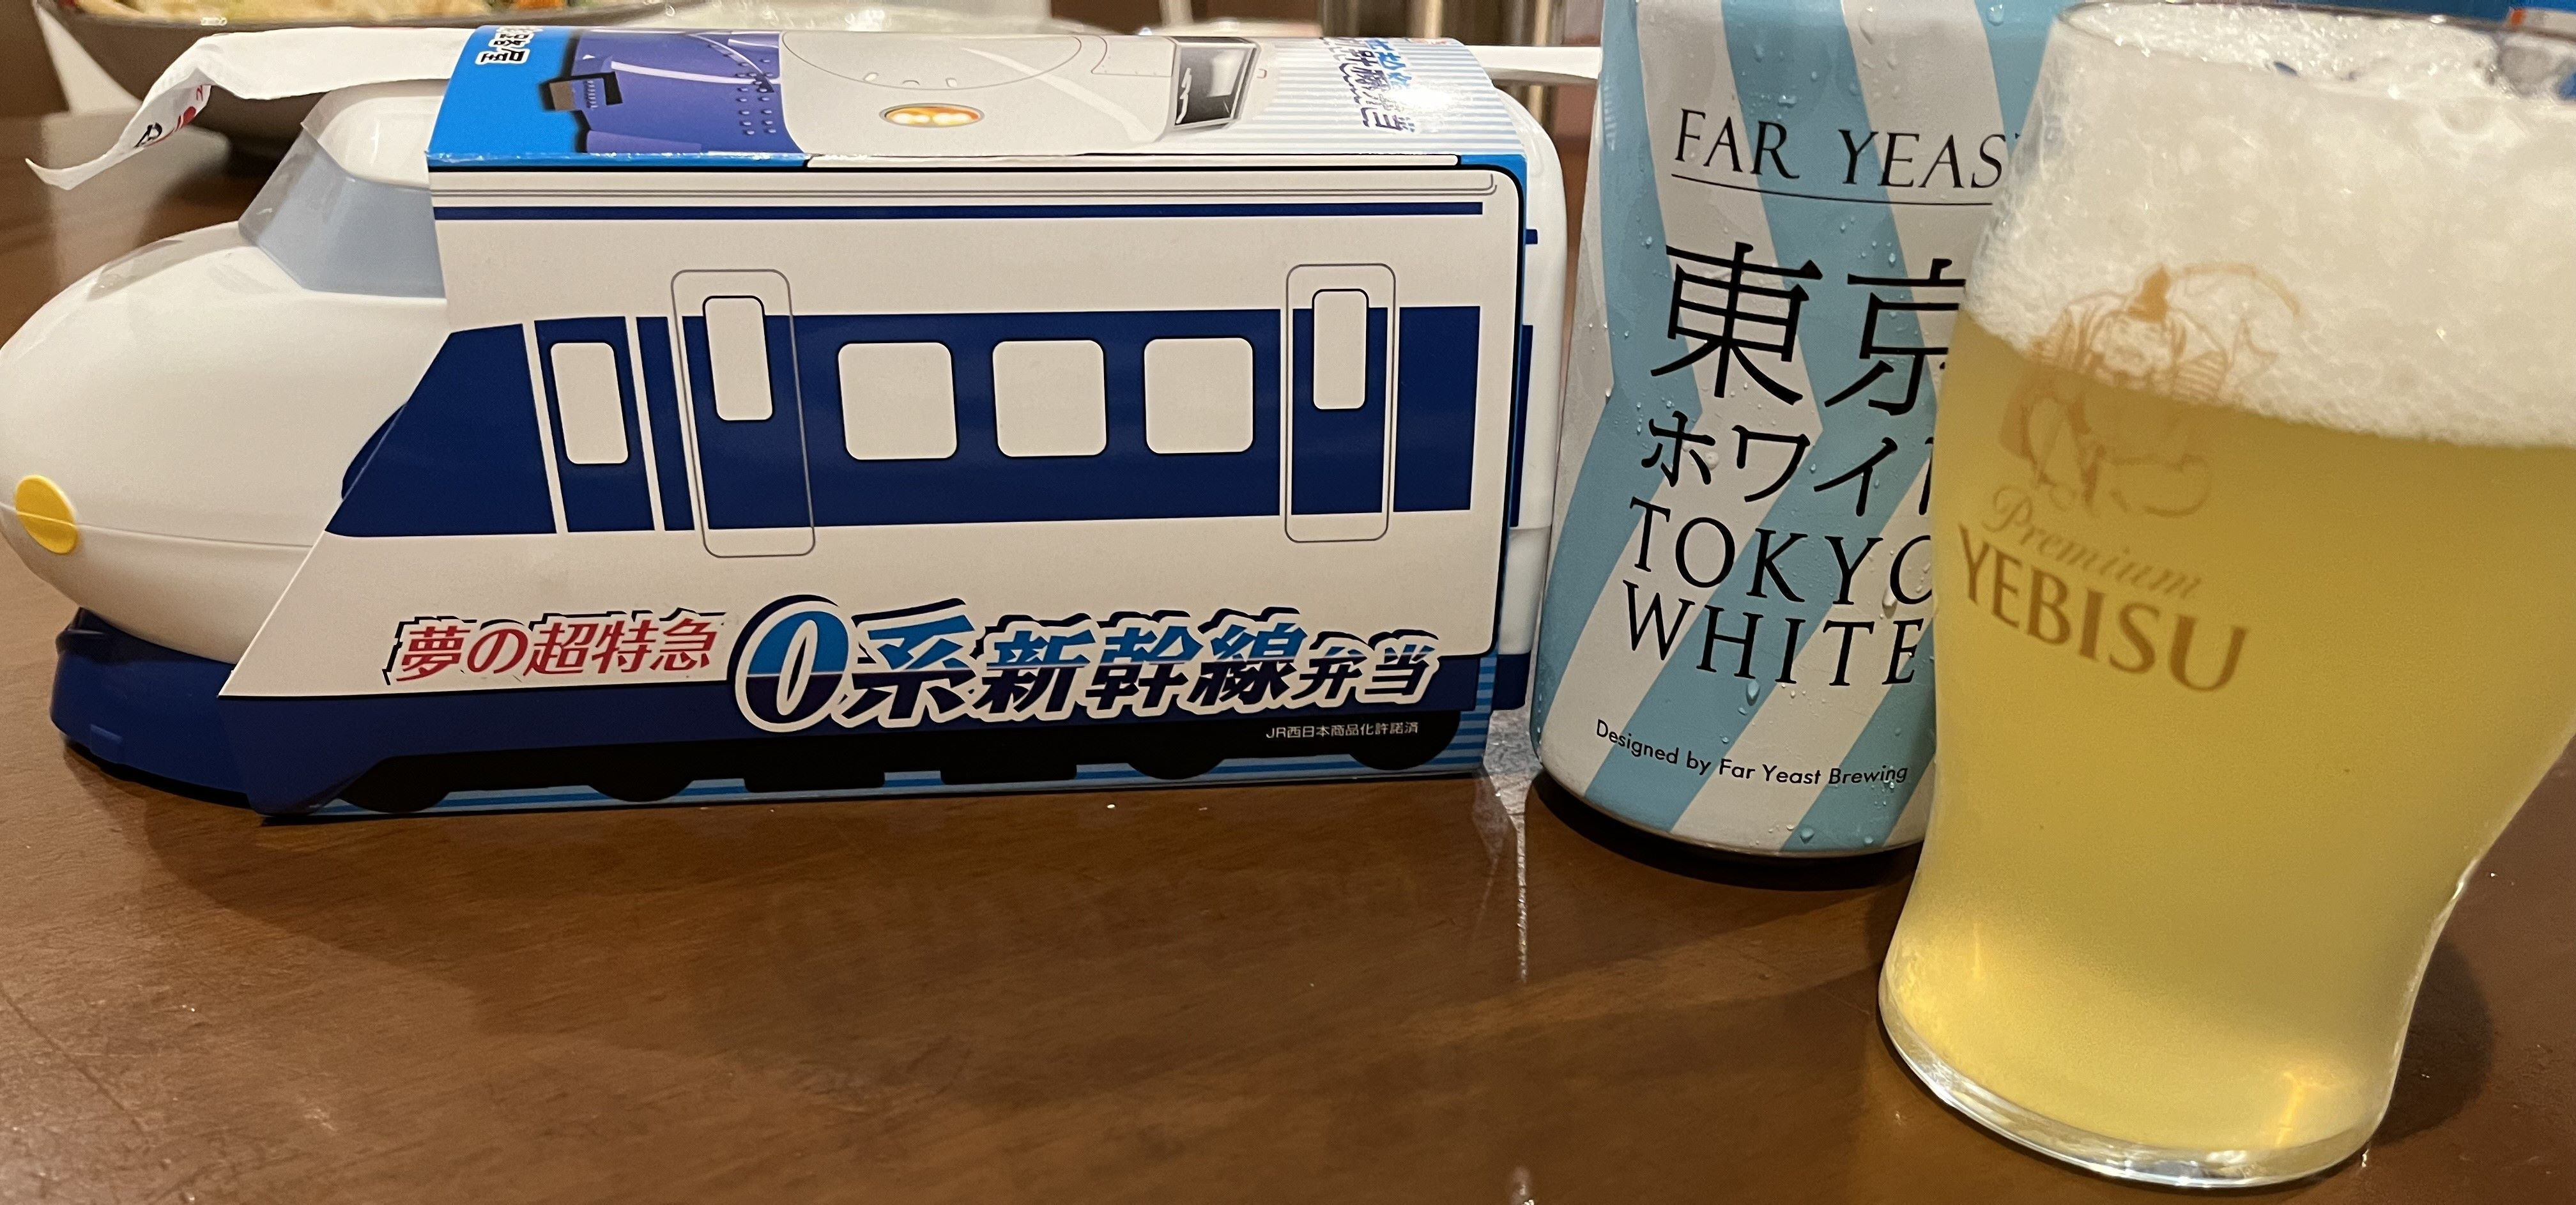 夢の超特急 0系新幹線弁当
JR西日本商品化許諾済
FAR YEAS
東京
ホワイ
TOKYO
WHITE
Designed by Far Yeast Brewing
Premium
YEBISU